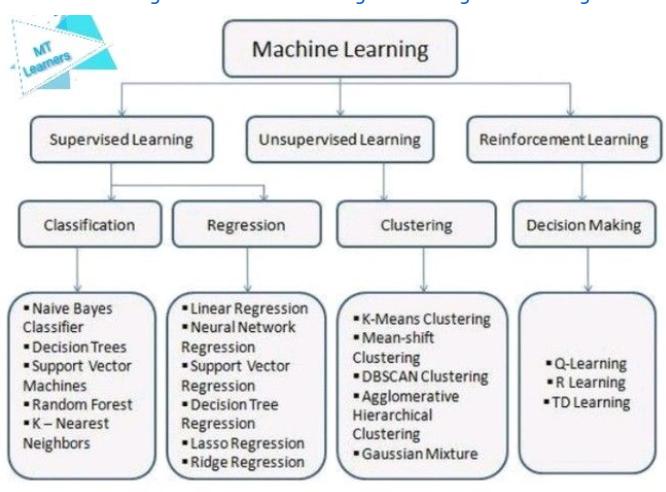 MT
Learners
Machine Learning
Supervised Learning
Unsupervised Learning
Reinforcement Learning
Classification
Regression
Clustering
Decision Making
▪ Naive Bayes
Classifier
▪ Decision Trees
▪ Support Vector
Machines
▪ Random Forest
▪ K – Nearest
Neighbors
▪ Linear Regression
▪ Neural Network
Regression
▪ Support Vector
Regression
▪ Decision Tree
Regression
▪ Lasso Regression
▪ Ridge Regression
▪ K-Means Clustering
▪ Mean-shift
Clustering
▪ DBSCAN Clustering
▪ Agglomerative
Hierarchical
Clustering
▪ Gaussian Mixture
▪ Q-Learning
▪ R Learning
▪ TD Learning